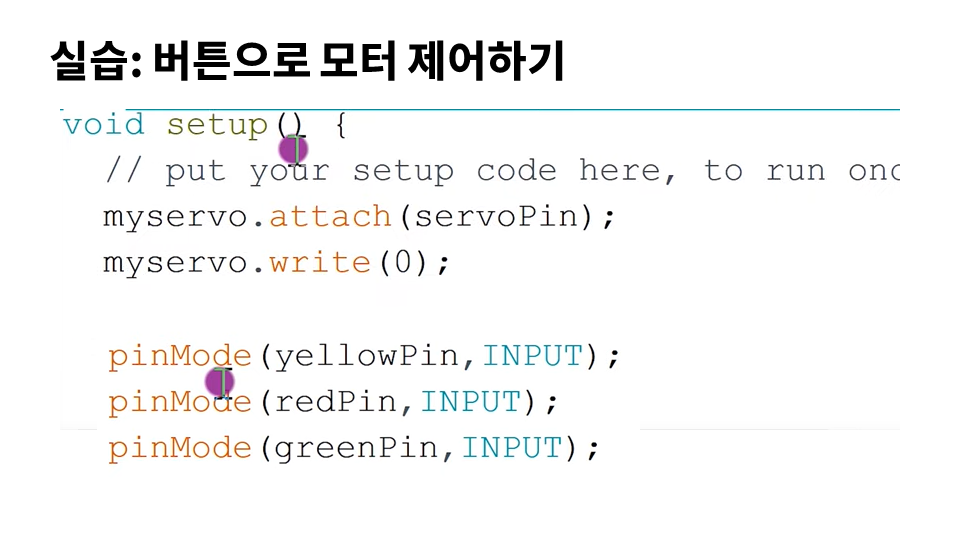 실습: 버튼으로 모터 제어하기
void setup() {
// put your setup code here, to run onc
myservo.attach(servoPin);
myservo.write(0);
pinMode(yellowPin,INPUT);
pinMode(redPin,INPUT);
pinMode(greenPin,INPUT);